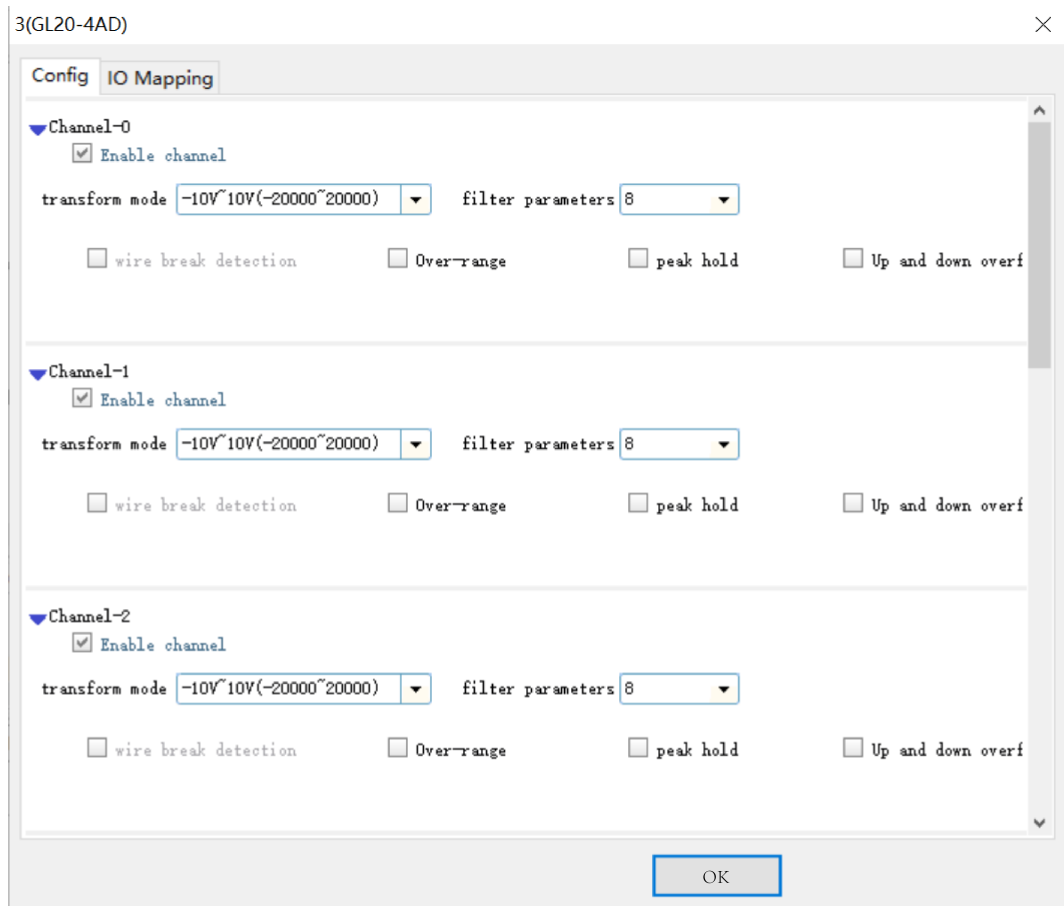 3(GL20-4AD)
Config IO Mapping
Channel-0
Enable channel
transform mode -10V~10V(-20000~20000) filter parameters 8
wire break detection Over-range peak hold Up and down overf
Channel-1
Enable channel
transform mode -10V~10V(-20000~20000) filter parameters 8
wire break detection Over-range peak hold Up and down overf
Channel-2
Enable channel
transform mode -10V~10V(-20000~20000) filter parameters 8
wire break detection Over-range peak hold Up and down overf
OK